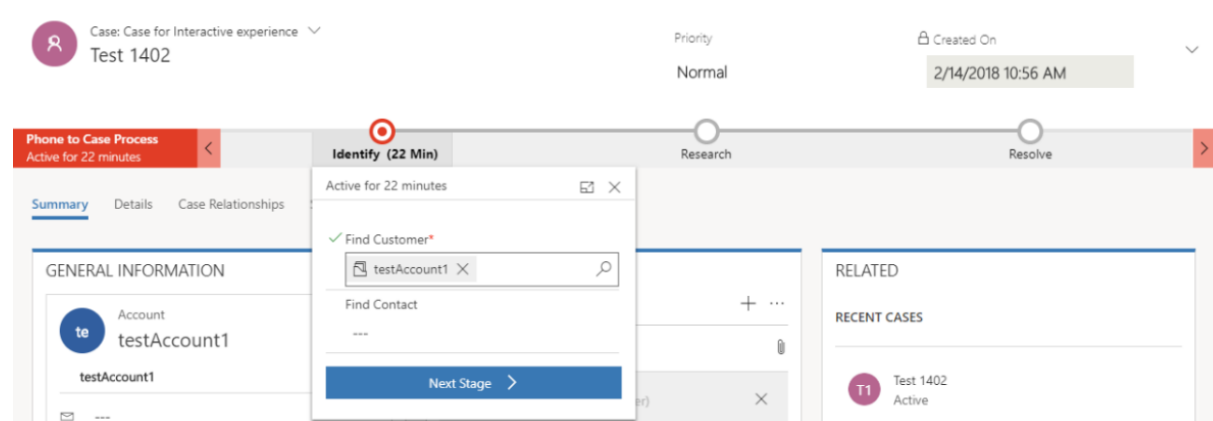 Case: Case for Interactive experience
Test 1402
Priority
Normal
Created On
2/14/2018 10:56 AM
Phone to Case Process
Active for 22 minutes
Identify (22 Min)
Research
Resolve
Summary
Details
Case Relationships
Active for 22 minutes
Find Customer*
testAccount1
Find Contact
---
Next Stage
GENERAL INFORMATION
te
Account
testAccount1
testAccount1
---
RELATED
RECENT CASES
T1
Test 1402
Active